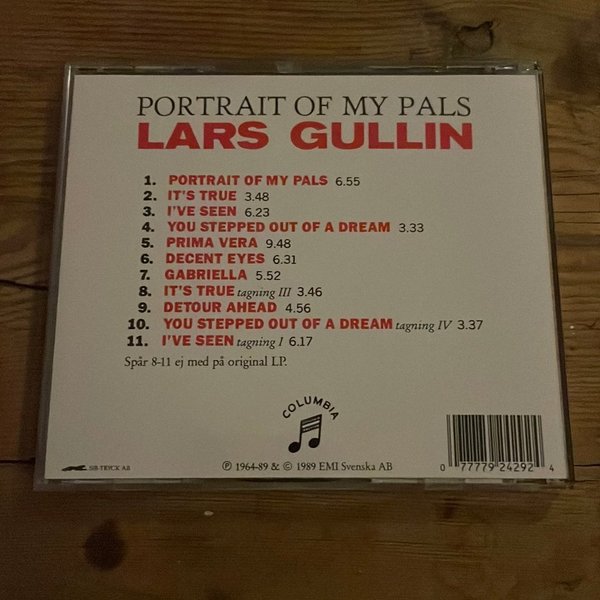 PORTRAIT OF MY PALS
LARS GULLIN
1. PORTRAIT OF MY PALS 6.55
2. IT'S TRUE 3.48
3. I'VE SEEN 6.23
4. YOU STEPPED OUT OF A DREAM 3.33
5. PRIMA VERA 9.48
6. DECENT EYES 6.31
7. GABRIELLA 5.52
8. IT'S TRUE tagning III 3.46
9. DETOUR AHEAD 4.56
10. YOU STEPPED OUT OF A DREAM tagning IV 3.37
11. I'VE SEEN tagning I 6.17
Spår 8-11 ej med på original LP.
COLUMBIA
SIB-TRYCK AB
℗ 1964-89 & © 1989 EMI Svenska AB
0 77779 24292 4